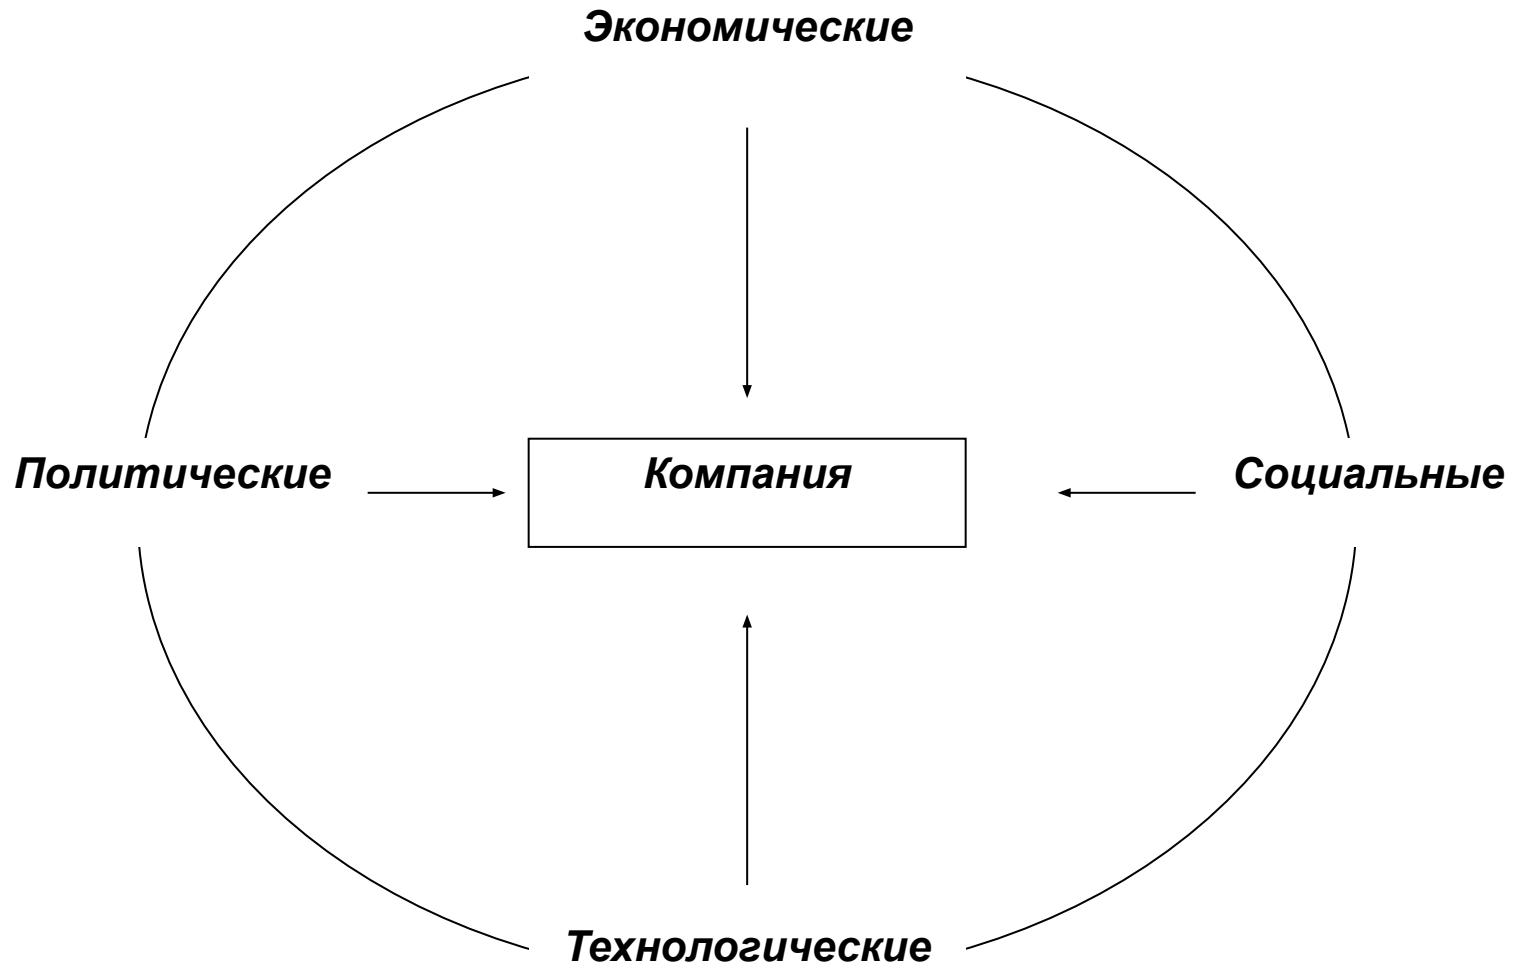 Экономические
Политические
Компания
Социальные
Технологические